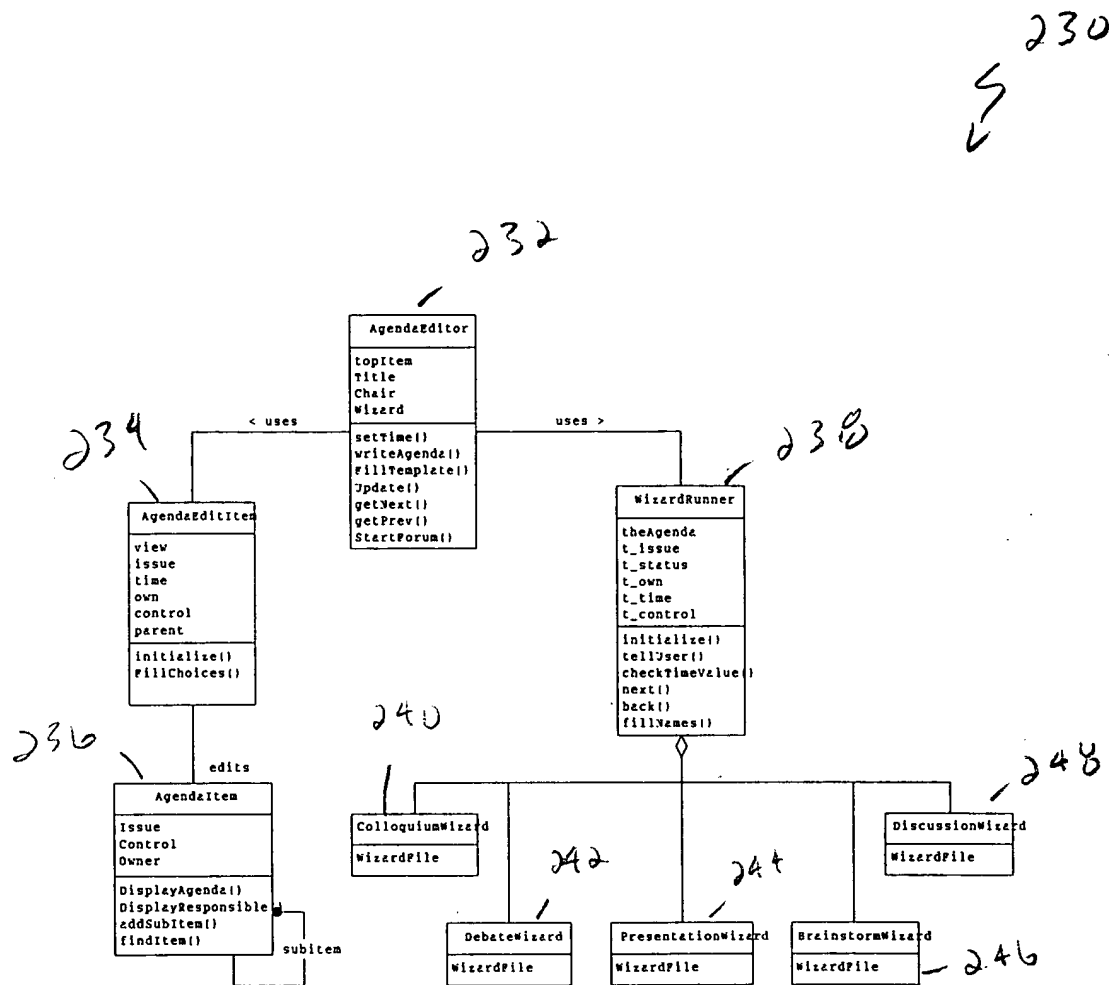 230
232
AgendaEditor
topItem
Title
Chair
Wizard
setTime()
writeAgenda()
FillTemplate()
Update()
getNext()
getPrev()
StartForum()
< uses
uses >
234
AgendaEditItem
view
issue
time
own
control
parent
initialize()
FillChoices()
238
WizardRunner
theAgenda
t_issue
t_status
t_own
t_time
t_control
initialize()
tellUser()
checkTimeValue()
next()
back()
fillNames()
236
edits
AgendaItem
Issue
Control
Owner
DisplayAgenda()
DisplayResponsible()
addSubItem()
findItem()
subitem
240
ColloquiumWizard
WizardFile
242
DebateWizard
WizardFile
244
PresentationWizard
WizardFile
BrainstormWizard
WizardFile
246
248
DiscussionWizard
WizardFile